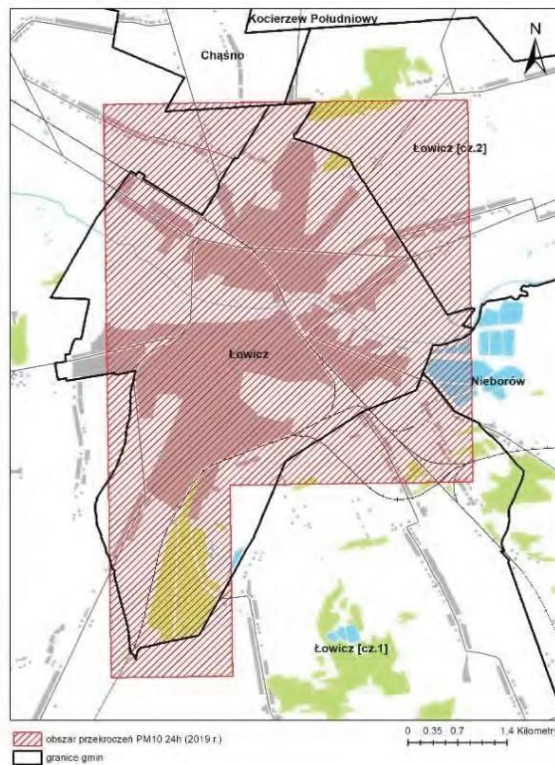 Kocierzew Południowy
Chąśno
N
Łowicz [cz.2]
Łowicz
Nieborów
Łowicz [cz.1]
obszar przekroczeń PM10 24h (2019 r.)
granice gmin
0 0.35 0.7 1.4 Kilometry